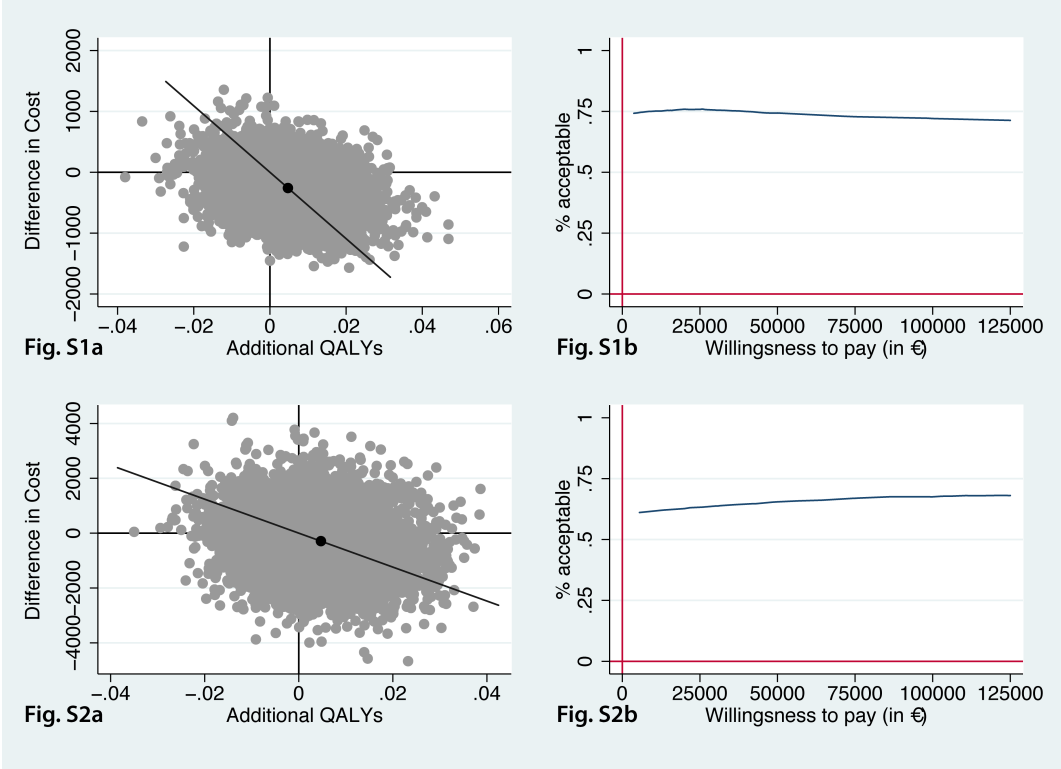 Difference in Cost
2000
1000
0
−1000
−2000
−.04 −.02 0 .02 .04 .06
Fig. S1a
Additional QALYs
% acceptable
1
.75
.5
.25
0
0 25000 50000 75000 100000 125000
Fig. S1b
Willingsness to pay (in €)
Difference in Cost
4000
2000
0
−2000
−4000
−.04 −.02 0 .02 .04
Fig. S2a
Additional QALYs
% acceptable
1
.75
.5
.25
0
0 25000 50000 75000 100000 125000
Fig. S2b
Willingsness to pay (in €)